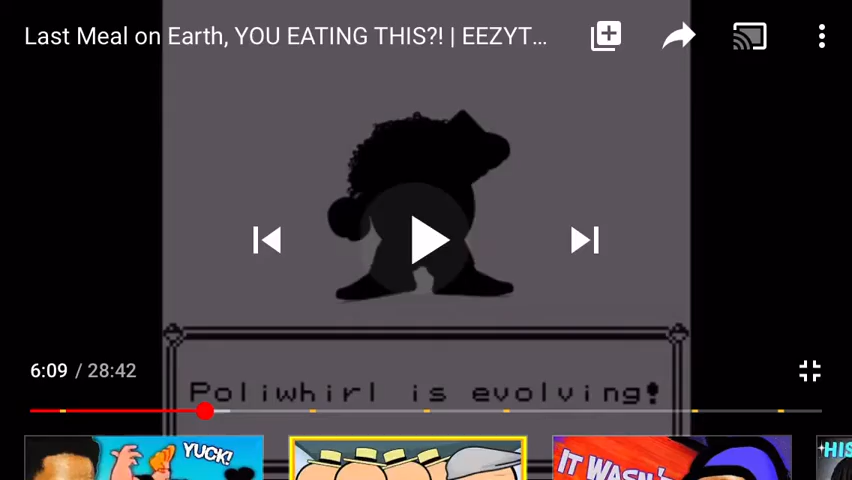 Last Meal on Earth, YOU EATING THIS?! | EEZYT...
6:09 / 28:42
Poliwhirl is evolving!
YUCK!
IT WASN'T
HIS